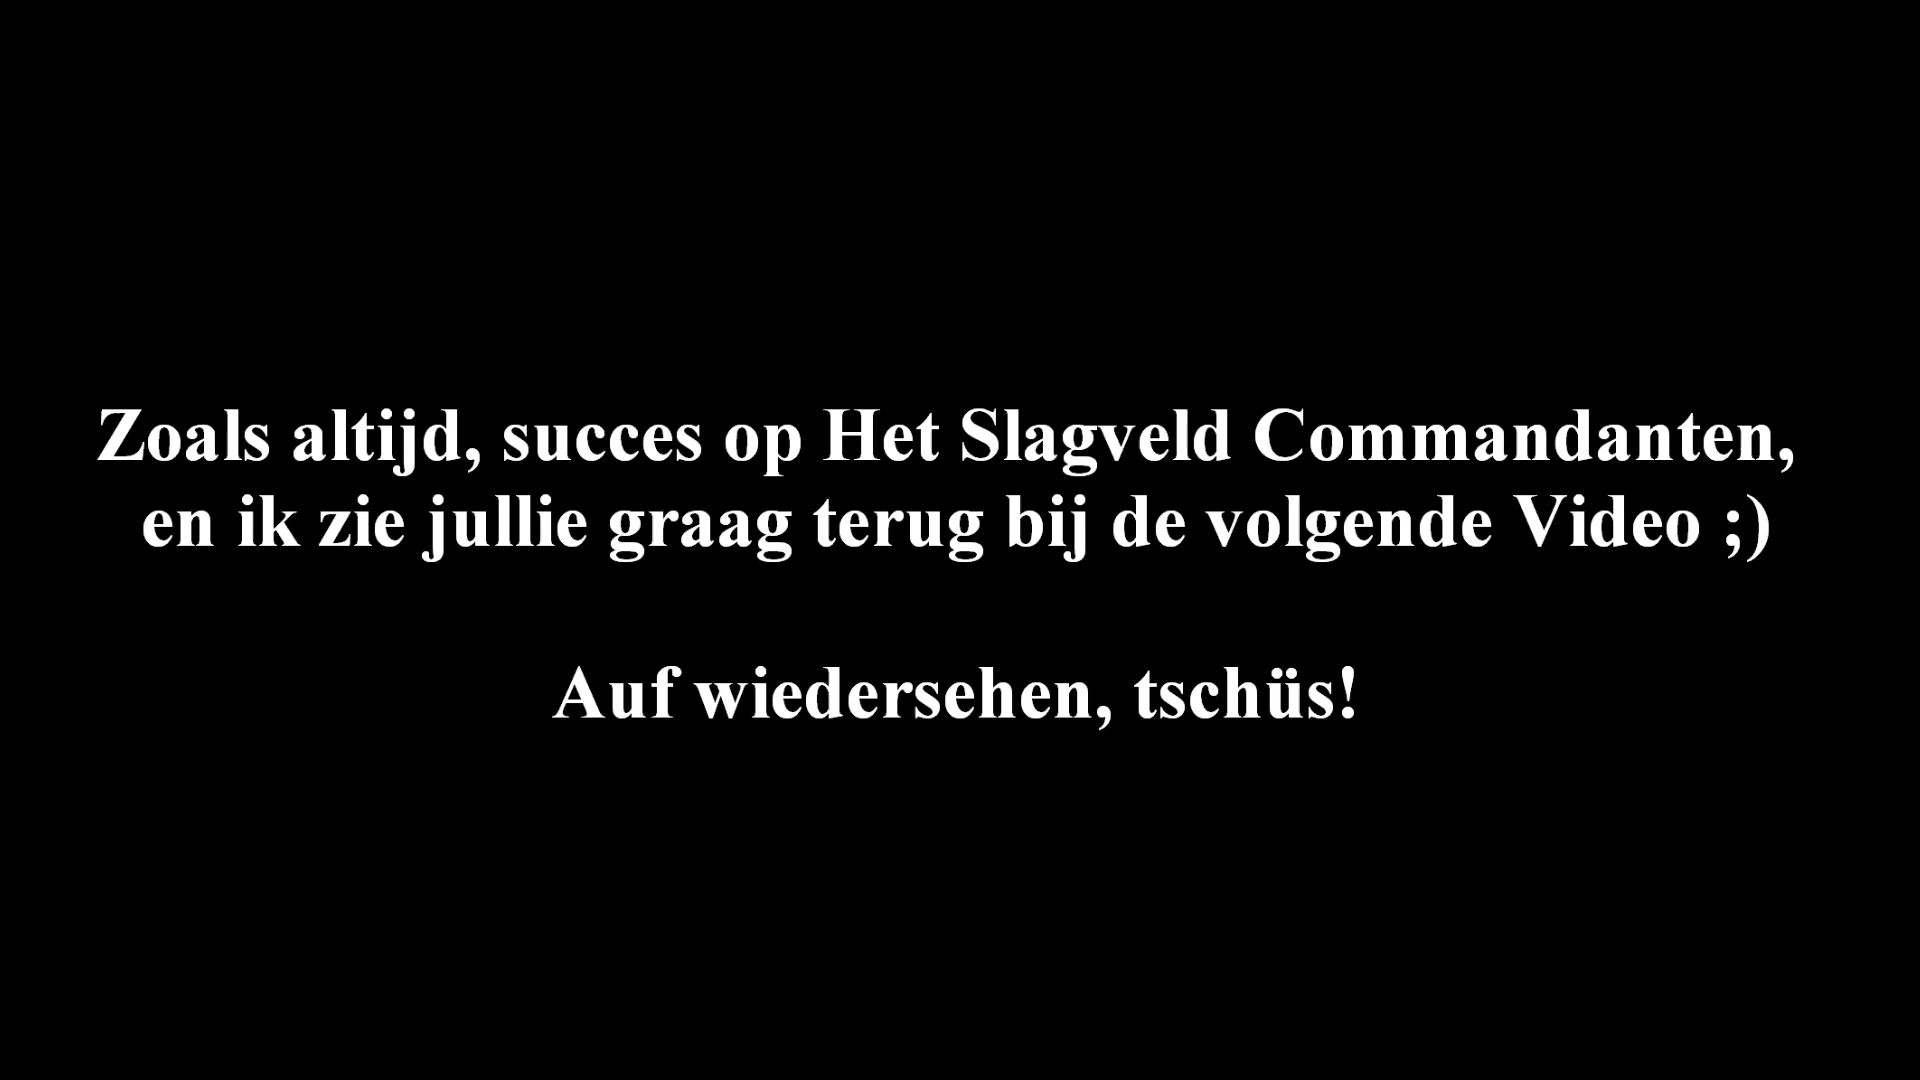 Zoals altijd, succes op Het Slagveld Commandanten,
en ik zie jullie graag terug bij de volgende Video ;)
Auf wiedersehen, tschüs!